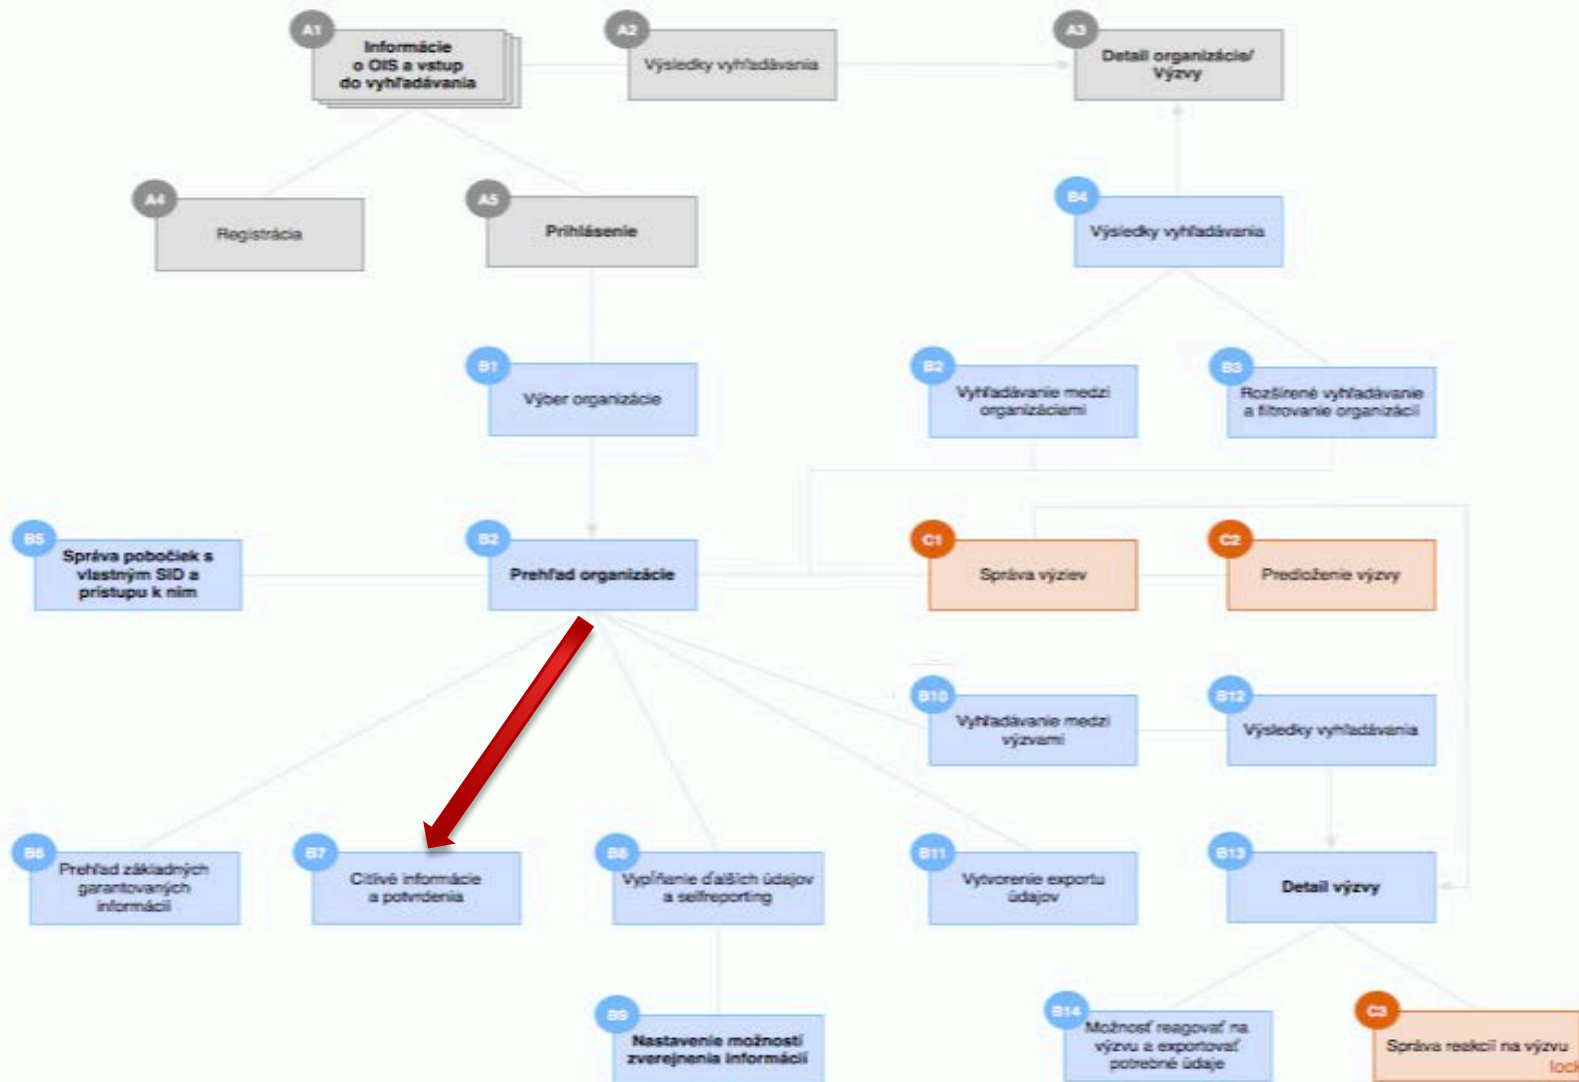 A1
Informácie
o OIS a vstup
do vyhľadávania
A2
Výsledky vyhľadávania
A3
Detail organizácie/
Výzvy
A4
Registrácia
A5
Prihlásenie
B4
Výsledky vyhľadávania
B1
Výber organizácie
B2
Vyhľadávanie medzi
organizáciami
B3
Rozšírené vyhľadávanie
a filtrovanie organizácií
B5
Správa pobočiek s
vlastným SID a
prístupu k nim
B2
Prehľad organizácie
C1
Správa výziev
C2
Predloženie výzvy
B10
Vyhľadávanie medzi
výzvami
B12
Výsledky vyhľadávania
B6
Prehľad základných
garantovaných
informácií
B7
Citlivé informácie
a potvrdenia
B8
Vypĺňanie ďalších údajov
a selfreporting
B11
Vytvorenie exportu
údajov
B13
Detail výzvy
B9
Nastavenie možností
zverejnenia informácií
B14
Možnosť reagovať na
výzvu a exportovať
potrebné údaje
C3
Správa reakcií na výzvu
lock